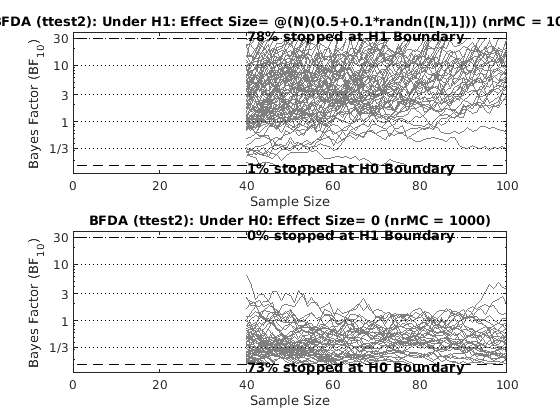 BFDA (ttest2): Under H1: Effect Size= @(N)(0.5+0.1*randn([N,1])) (nrMC = 10
30
78% stopped at H1 Boundary
10
3
1
1/3
Bayes Factor (BF10)
1% stopped at H0 Boundary
0 20 40 60 80 100
Sample Size
BFDA (ttest2): Under H0: Effect Size= 0 (nrMC = 1000)
30
0% stopped at H1 Boundary
10
3
1
1/3
Bayes Factor (BF10)
73% stopped at H0 Boundary
0 20 40 60 80 100
Sample Size